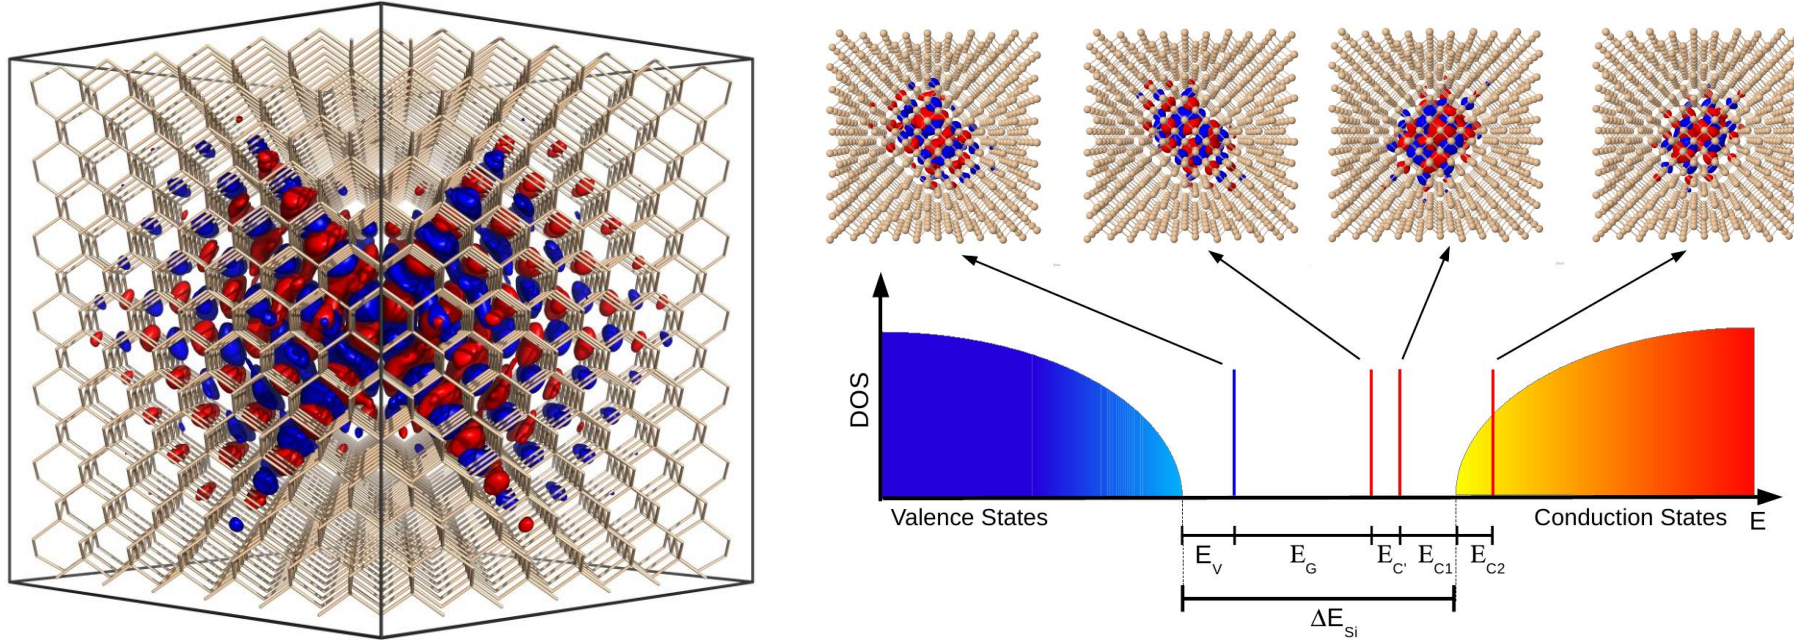 DOS
Valence States
Conduction States
E
E_V
E_G
E_C'
E_C1
E_C2
ΔE_Si